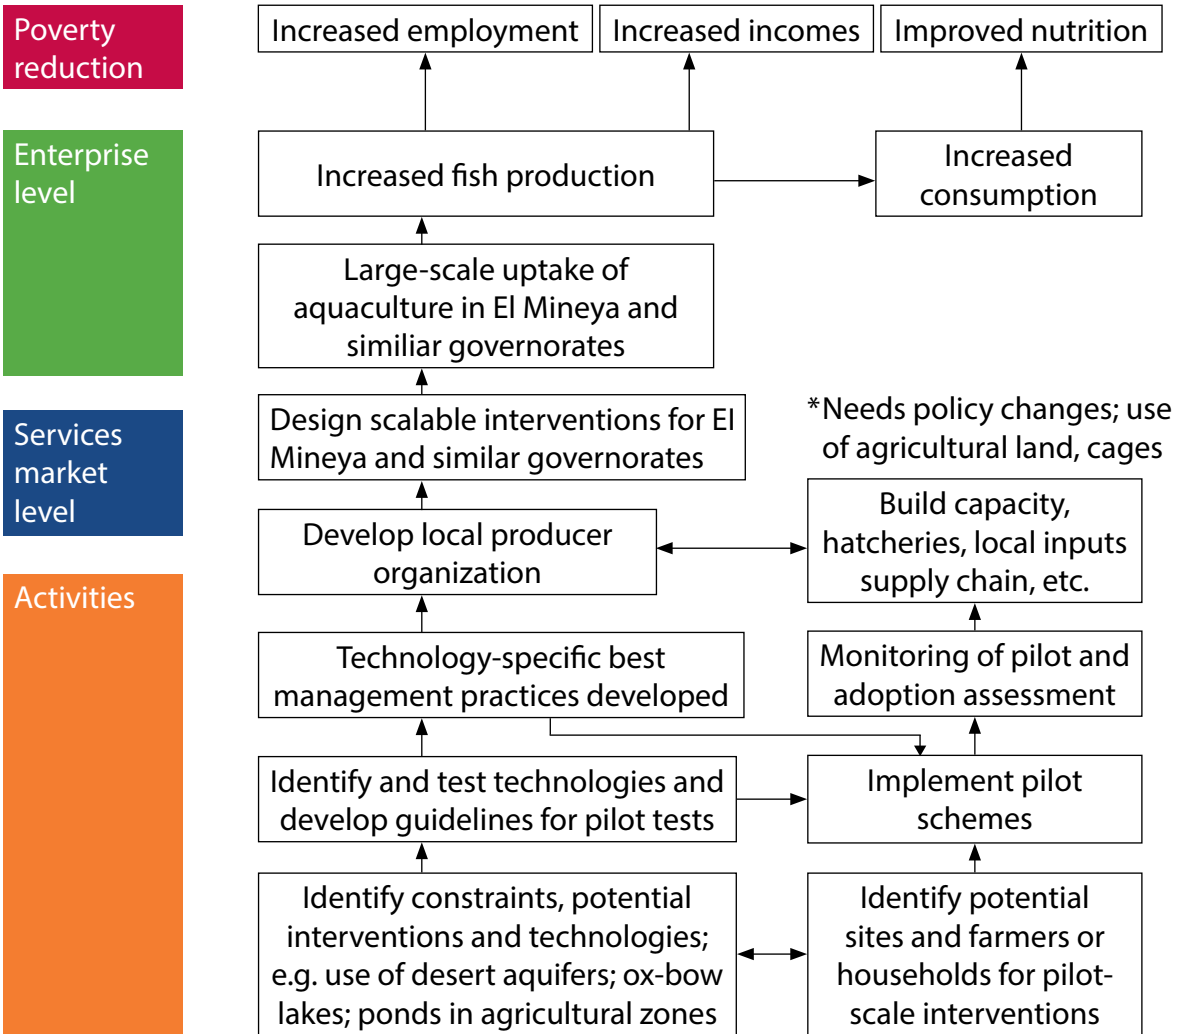 Poverty
reduction
Increased employment
Increased incomes
Improved nutrition
Enterprise
level
Increased fish production
Increased
consumption
Large-scale uptake of
aquaculture in El Mineya and
similiar governorates
Services
market
level
Design scalable interventions for EI
Mineya and similar governorates
*Needs policy changes; use
of agricultural land, cages
Develop local producer
organization
Build capacity,
hatcheries, local inputs
supply chain, etc.
Activities
Technology-specific best
management practices developed
Monitoring of pilot and
adoption assessment
Identify and test technologies and
develop guidelines for pilot tests
Implement pilot
schemes
Identify constraints, potential
interventions and technologies;
e.g. use of desert aquifers; ox-bow
lakes; ponds in agricultural zones
Identify potential
sites and farmers or
households for pilot-
scale interventions